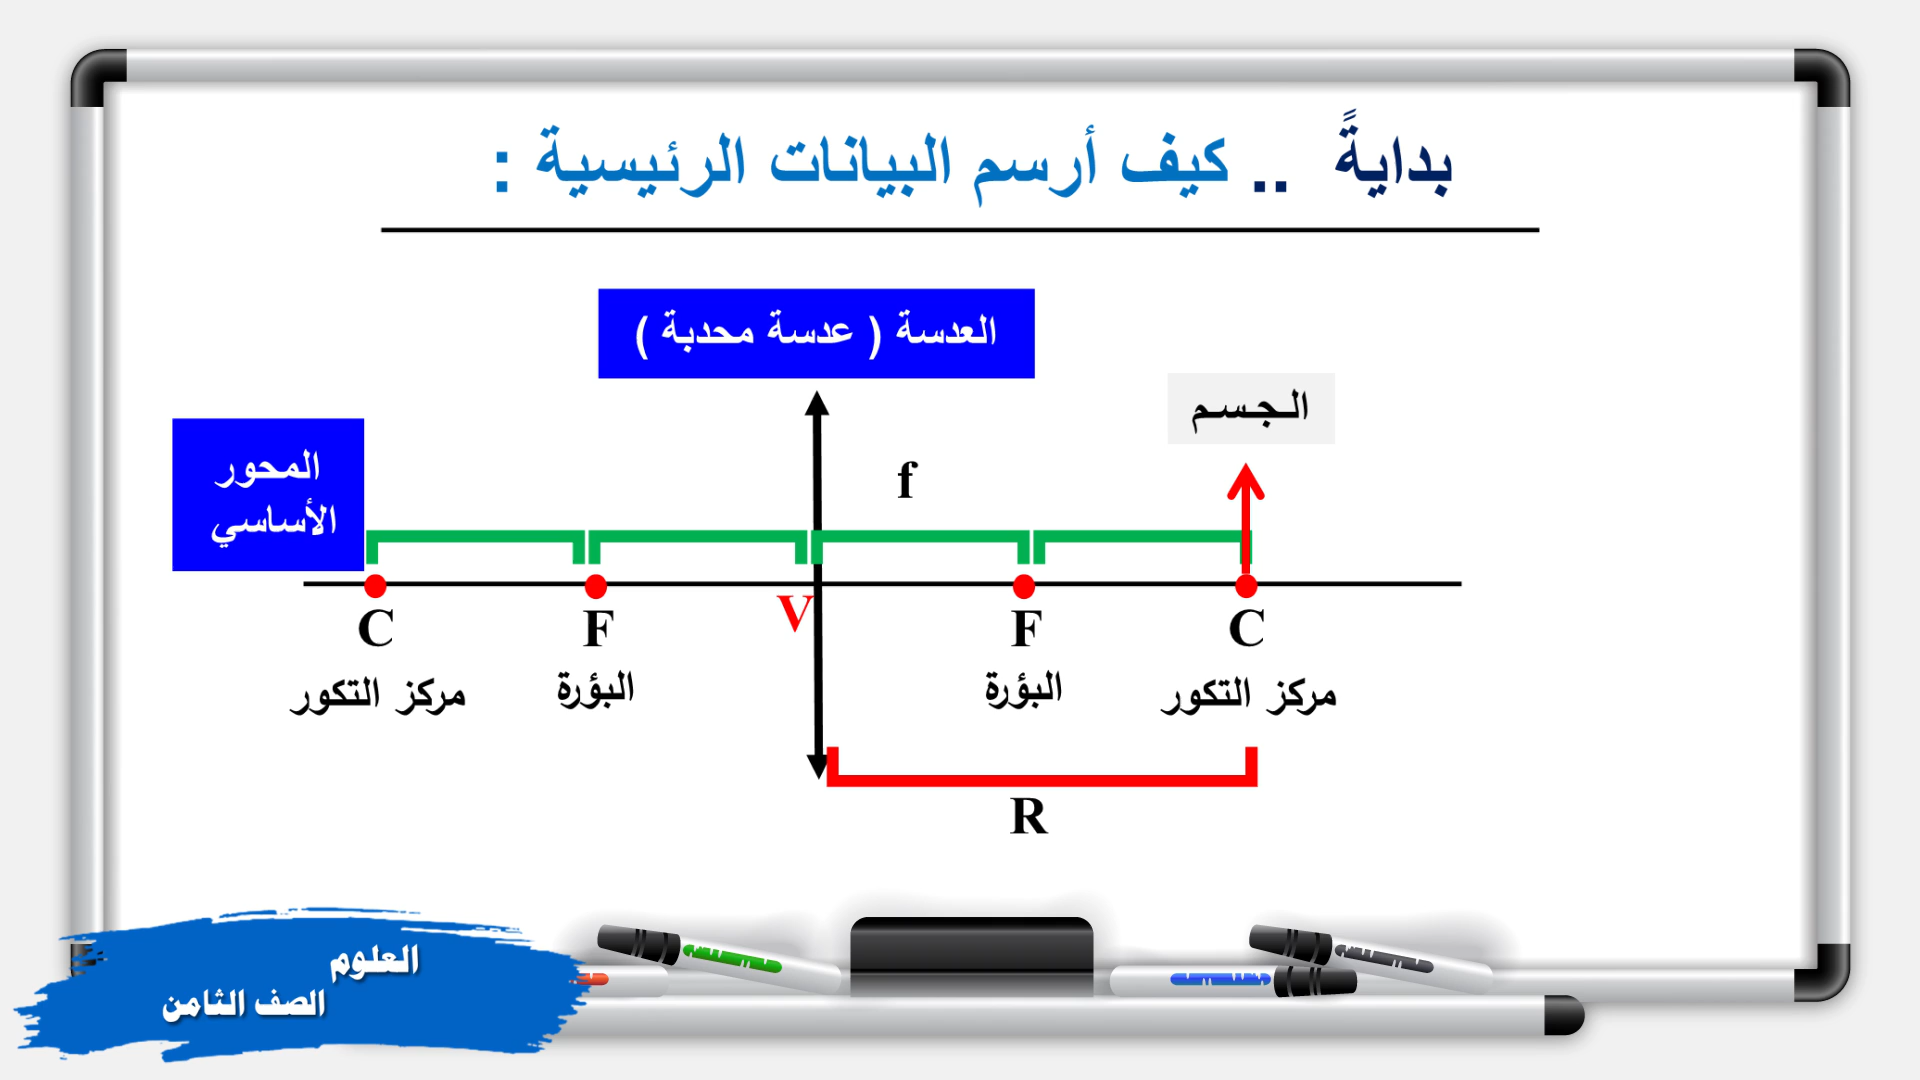 بدايةً .. كيف أرسم البيانات الرئيسية :
العدسة ( عدسة محدبة )
الـجـسـم
المحور
الأساسي
f
C F V F C
مركز التكور البؤرة البؤرة مركز التكور
R
العلوم
الصف الثامن